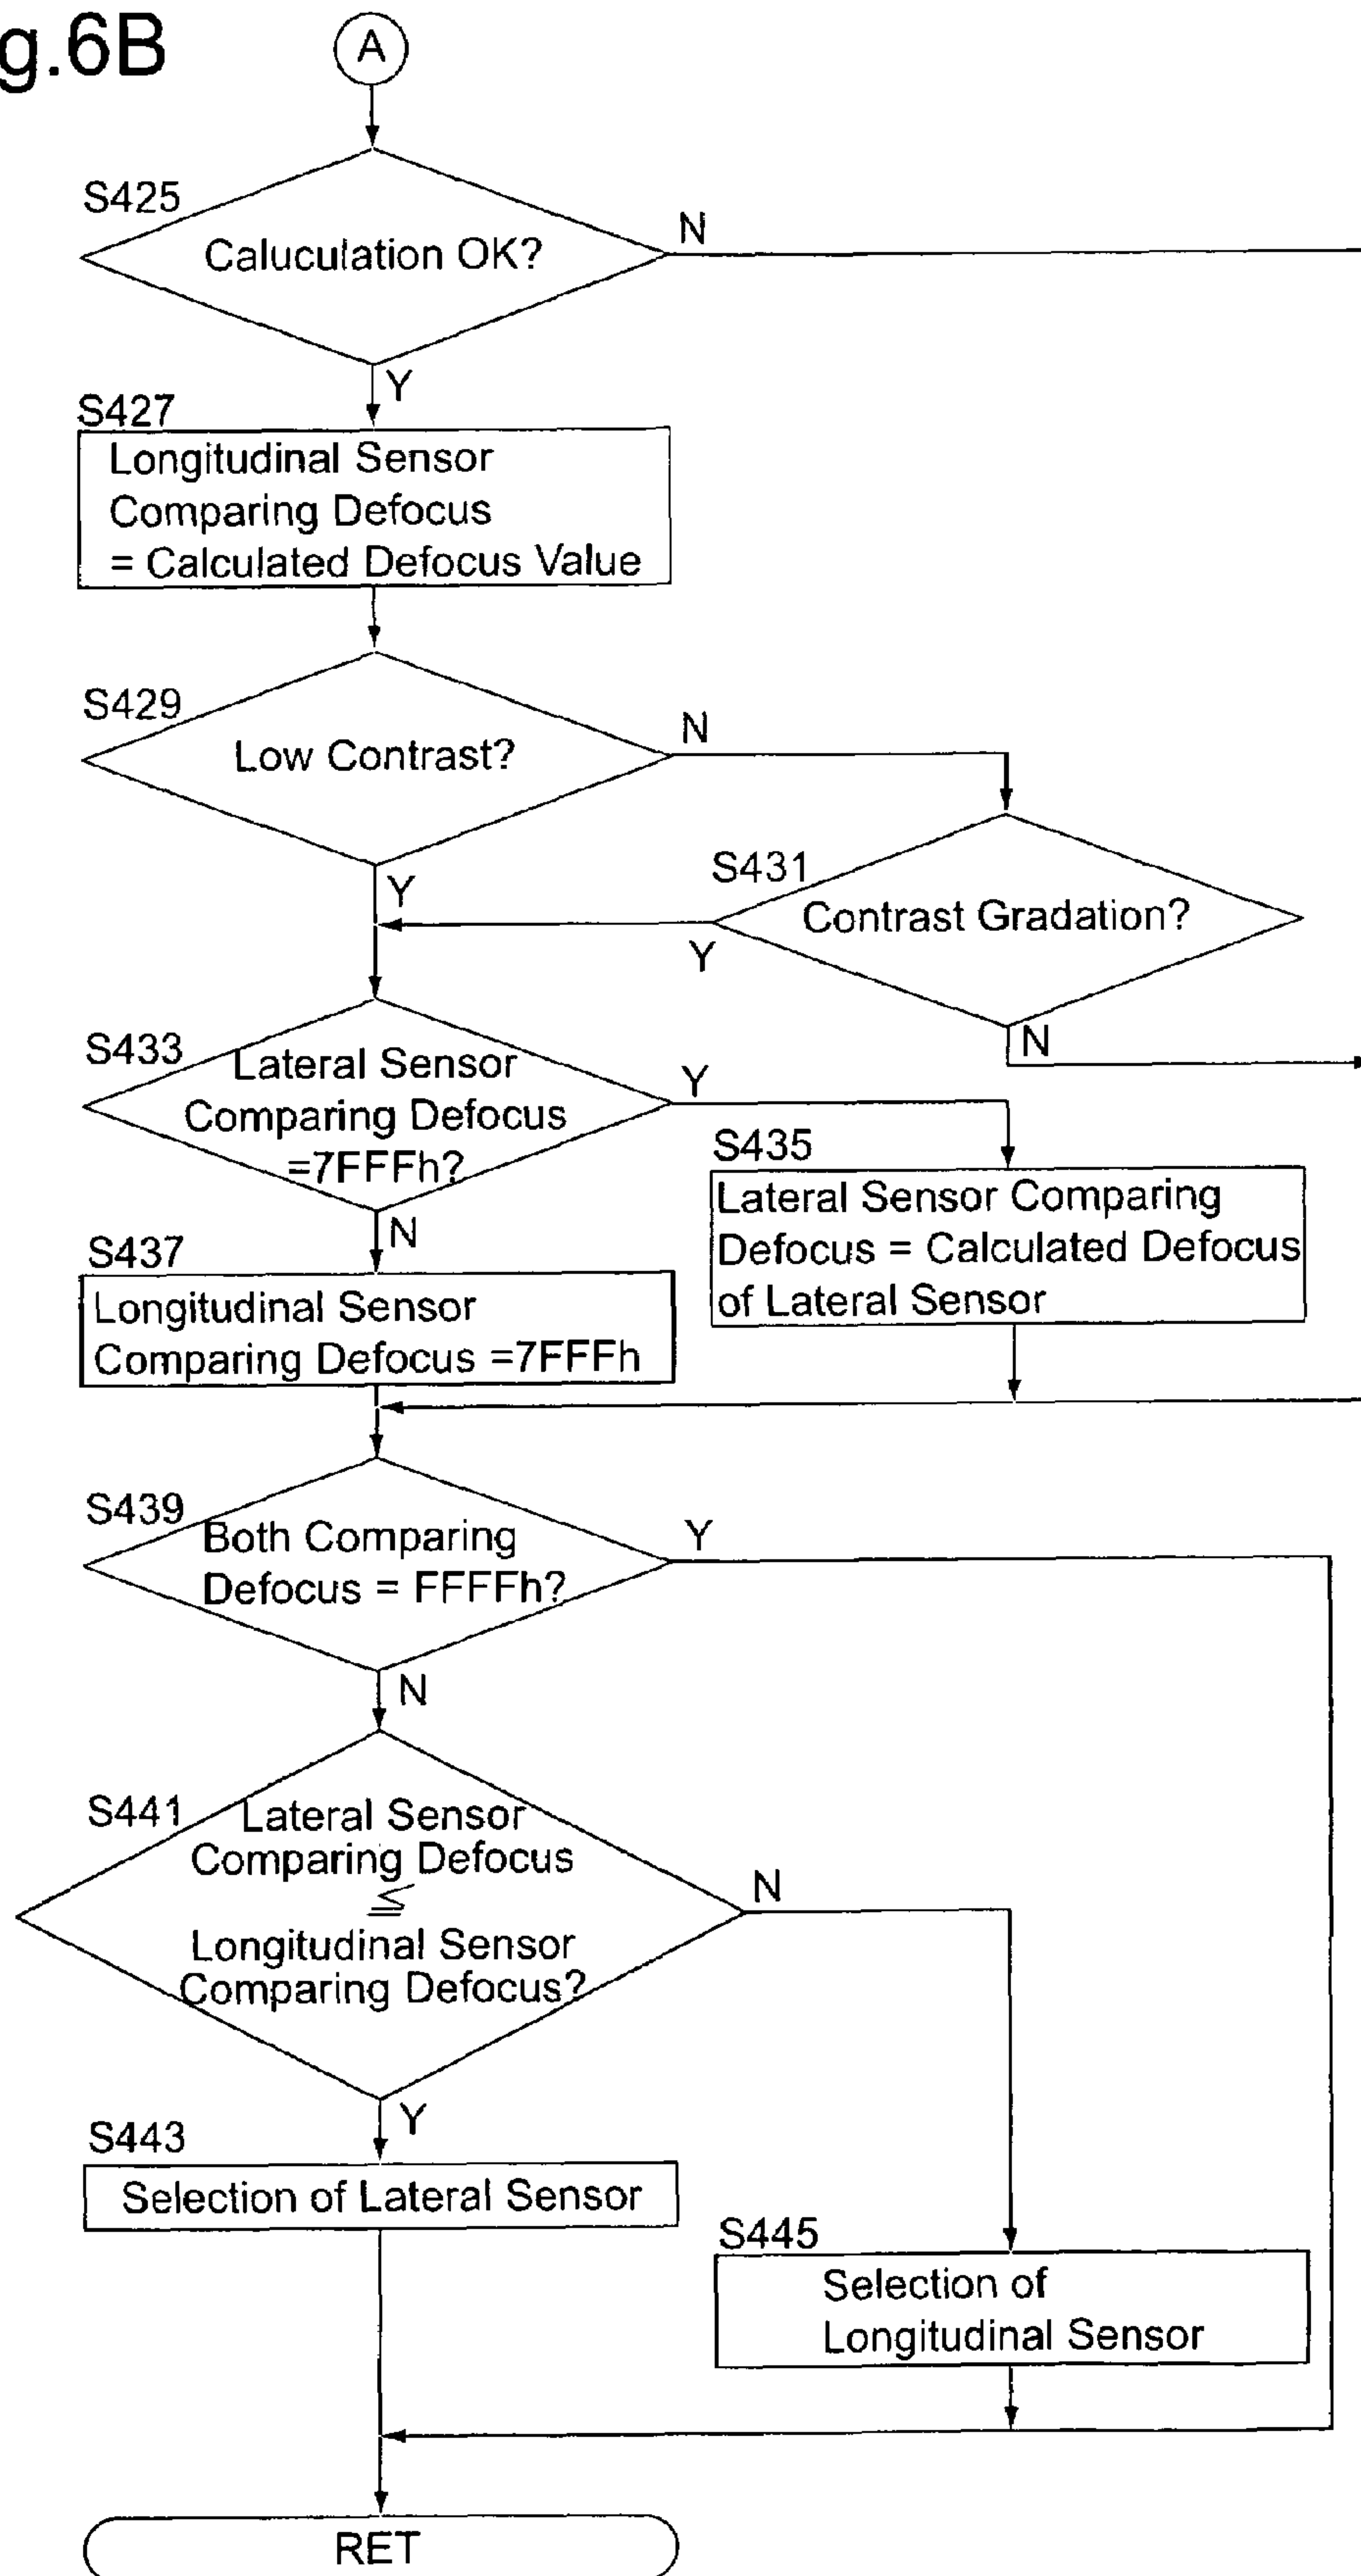 g.6B
A
S425
Caluculation OK?
N
Y
S427
Longitudinal Sensor
Comparing Defocus
= Calculated Defocus Value
S429
Low Contrast?
N
Y
S431
Contrast Gradation?
Y
N
S433
Lateral Sensor
Comparing Defocus
=7FFFh?
Y
N
S435
Lateral Sensor Comparing
Defocus = Calculated Defocus
of Lateral Sensor
S437
Longitudinal Sensor
Comparing Defocus =7FFFh
S439
Both Comparing
Defocus = FFFFh?
Y
N
S441
Lateral Sensor
Comparing Defocus
≦
Longitudinal Sensor
Comparing Defocus?
N
Y
S443
Selection of Lateral Sensor
S445
Selection of
Longitudinal Sensor
RET